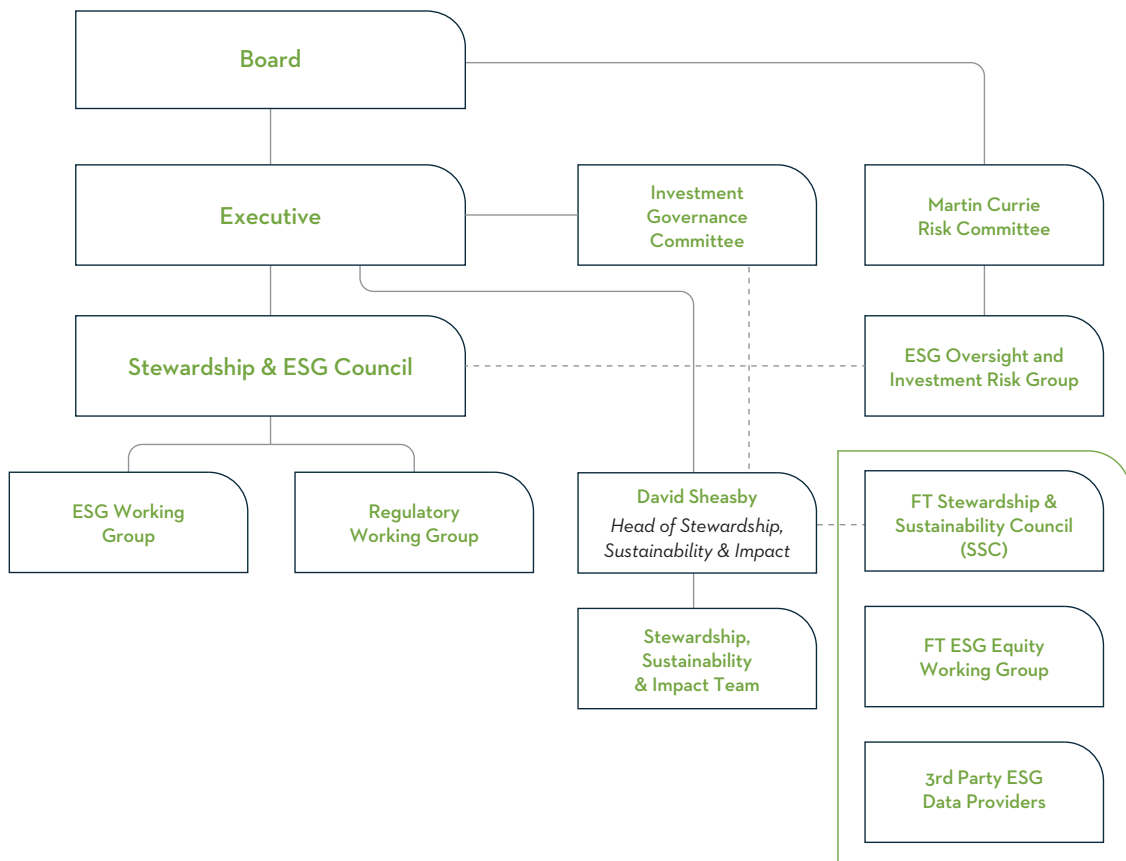 Board
Executive
Investment
Governance
Committee
Martin Currie
Risk Committee
Stewardship & ESG Council
ESG Oversight and
Investment Risk Group
ESG Working
Group
Regulatory
Working Group
David Sheasby
Head of Stewardship,
Sustainability & Impact
FT Stewardship &
Sustainability Council
(SSC)
Stewardship,
Sustainability
& Impact Team
FT ESG Equity
Working Group
3rd Party ESG
Data Providers